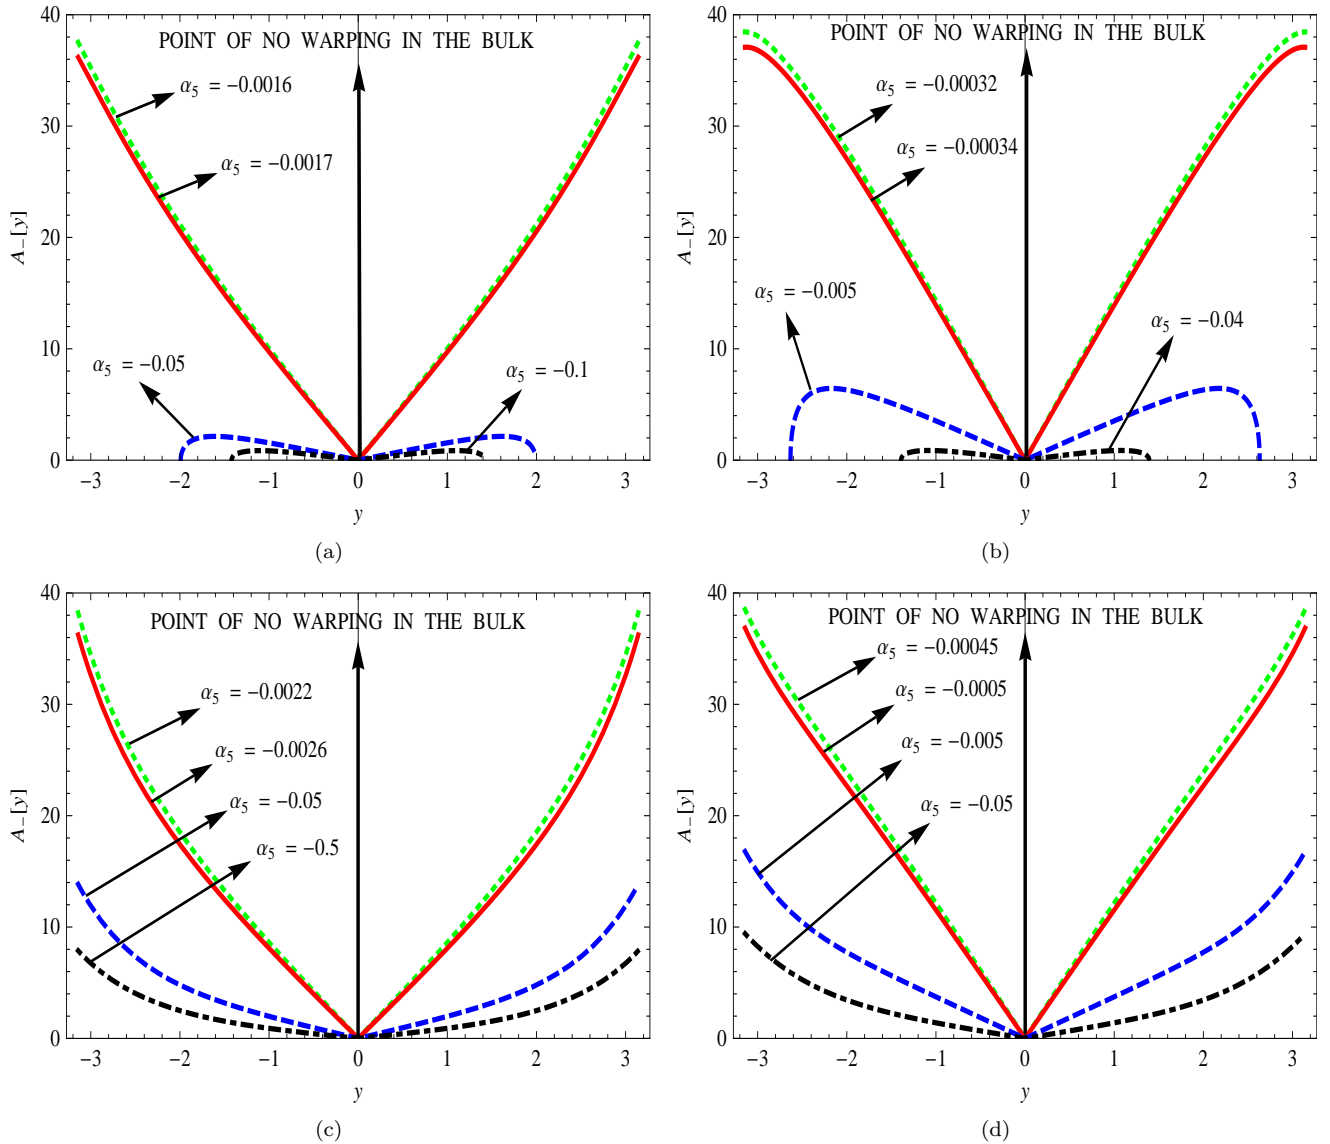 POINT OF NO WARPING IN THE BULK
α5 = −0.0016
α5 = −0.0017
α5 = −0.05
α5 = −0.1
A−[y]
40
30
20
10
0
−3 −2 −1 0 1 2 3
y
(a)
POINT OF NO WARPING IN THE BULK
α5 = −0.00032
α5 = −0.00034
α5 = −0.005
α5 = −0.04
A−[y]
40
30
20
10
0
−3 −2 −1 0 1 2 3
y
(b)
POINT OF NO WARPING IN THE BULK
α5 = −0.0022
α5 = −0.0026
α5 = −0.05
α5 = −0.5
A−[y]
40
30
20
10
0
−3 −2 −1 0 1 2 3
y
(c)
POINT OF NO WARPING IN THE BULK
α5 = −0.00045
α5 = −0.0005
α5 = −0.005
α5 = −0.05
A−[y]
40
30
20
10
0
−3 −2 −1 0 1 2 3
y
(d)